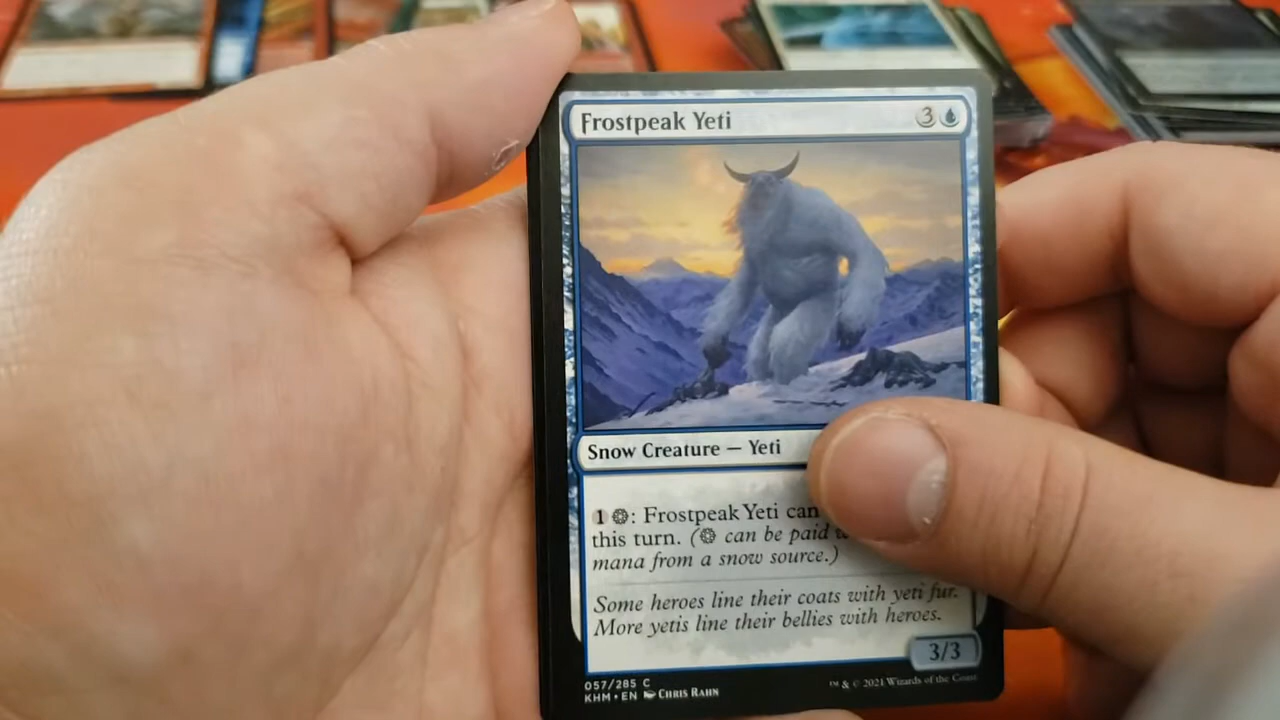 Frostpeak Yeti 3
Snow Creature — Yeti
1 : Frostpeak Yeti can
this turn. ( can be paid
mana from a snow source.)
Some heroes line their coats with yeti fur.
More yetis line their bellies with heroes.
3/3
057/285 C
KHM • EN Chris Rahn
™ & © 2021 Wizards of the Coast